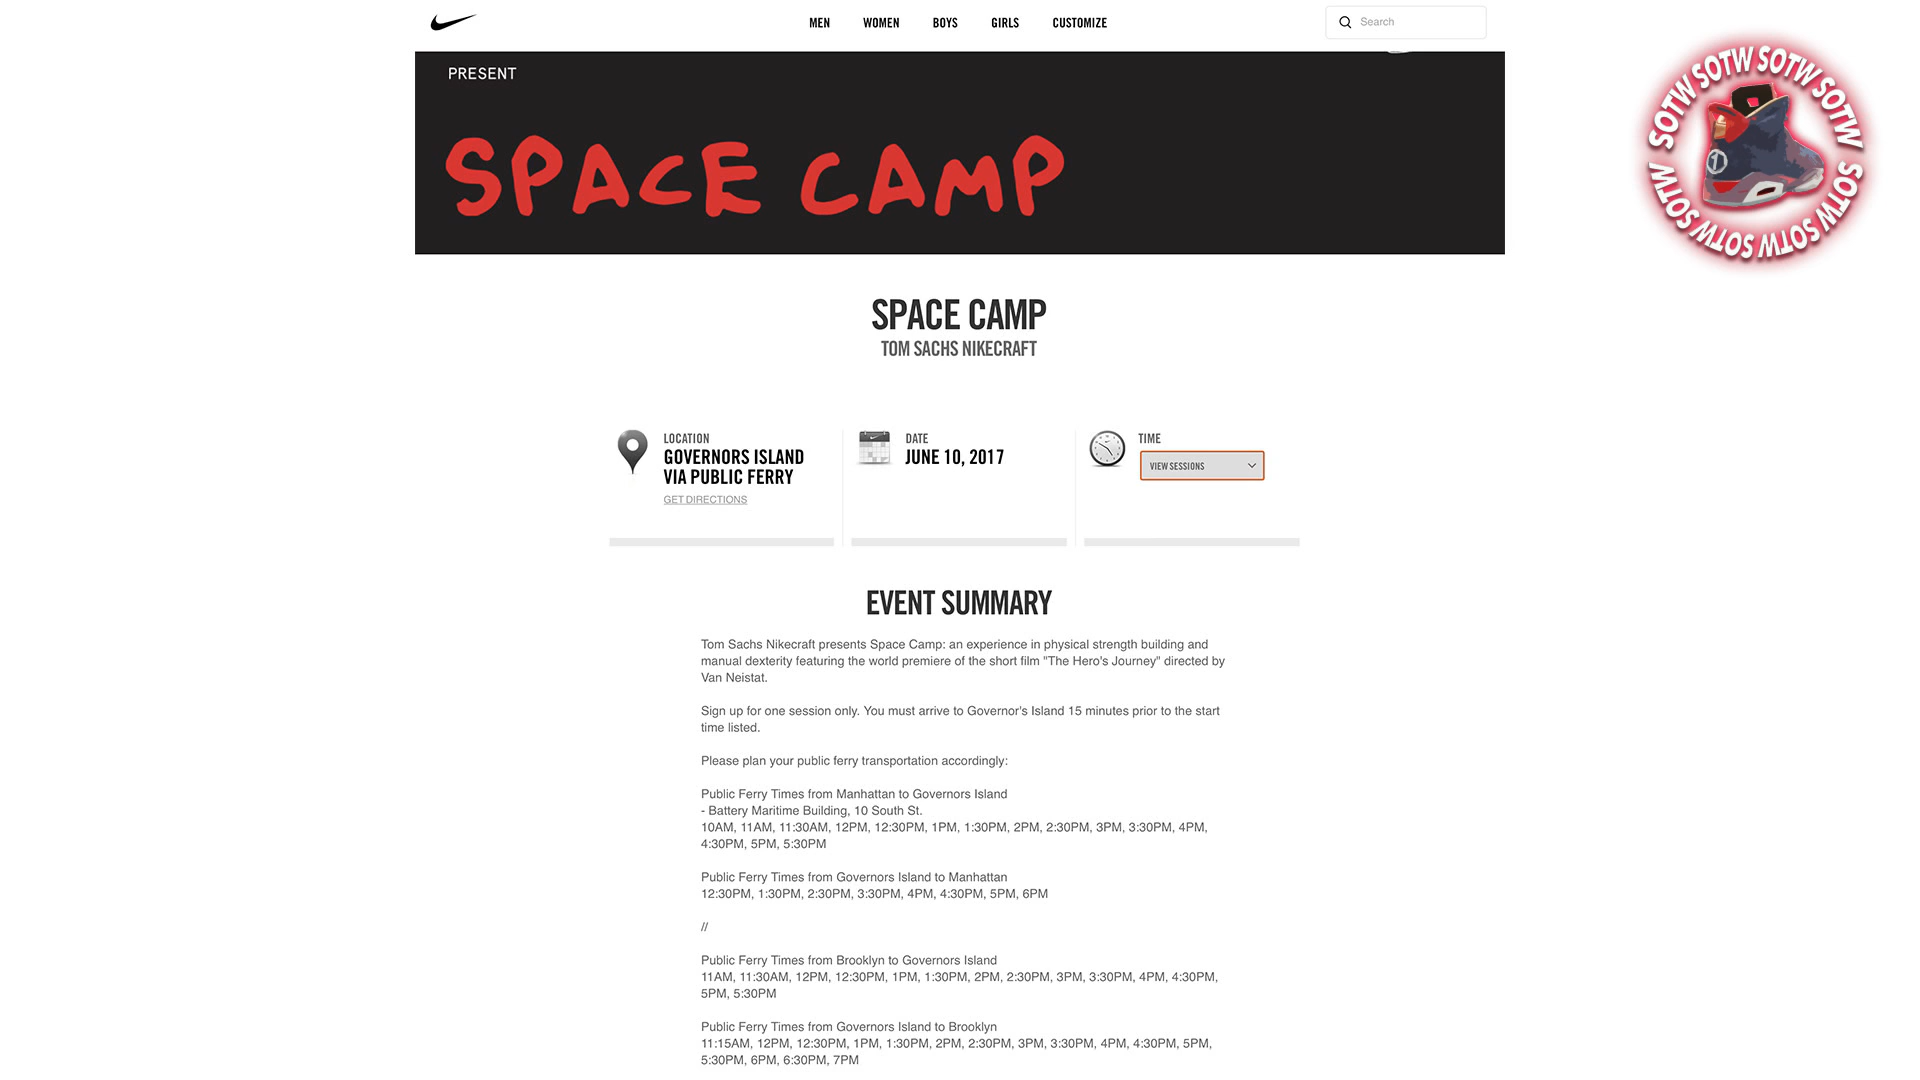 MEN WOMEN BOYS GIRLS CUSTOMIZE
Search
PRESENT
SPACE CAMP
SOTW SOTW SOTW SOTW SOTW SOTW SOTW SOTW SOTW
1
SPACE CAMP
TOM SACHS NIKECRAFT
LOCATION
GOVERNORS ISLAND
VIA PUBLIC FERRY
GET DIRECTIONS
DATE
JUNE 10, 2017
TIME
VIEW SESSIONS
EVENT SUMMARY
Tom Sachs Nikecraft presents Space Camp: an experience in physical strength building and
manual dexterity featuring the world premiere of the short film "The Hero's Journey" directed by
Van Neistat.
Sign up for one session only. You must arrive to Governor's Island 15 minutes prior to the start
time listed.
Please plan your public ferry transportation accordingly:
Public Ferry Times from Manhattan to Governors Island
- Battery Maritime Building, 10 South St.
10AM, 11AM, 11:30AM, 12PM, 12:30PM, 1PM, 1:30PM, 2PM, 2:30PM, 3PM, 3:30PM, 4PM,
4:30PM, 5PM, 5:30PM
Public Ferry Times from Governors Island to Manhattan
12:30PM, 1:30PM, 2:30PM, 3:30PM, 4PM, 4:30PM, 5PM, 6PM
//
Public Ferry Times from Brooklyn to Governors Island
11AM, 11:30AM, 12PM, 12:30PM, 1PM, 1:30PM, 2PM, 2:30PM, 3PM, 3:30PM, 4PM, 4:30PM,
5PM, 5:30PM
Public Ferry Times from Governors Island to Brooklyn
11:15AM, 12PM, 12:30PM, 1PM, 1:30PM, 2PM, 2:30PM, 3PM, 3:30PM, 4PM, 4:30PM, 5PM,
5:30PM, 6PM, 6:30PM, 7PM